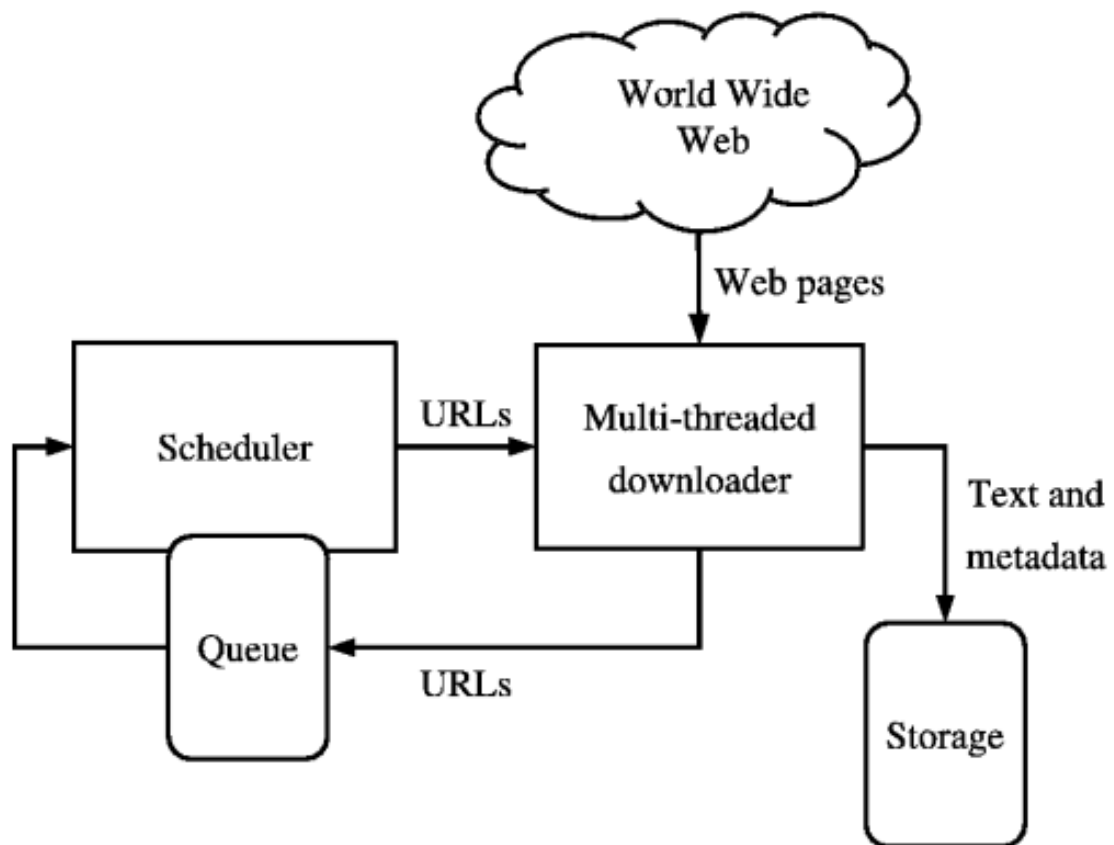 World Wide
Web
Web pages
URLs
Scheduler
Multi-threaded
downloader
Text and
metadata
Queue
URLs
Storage